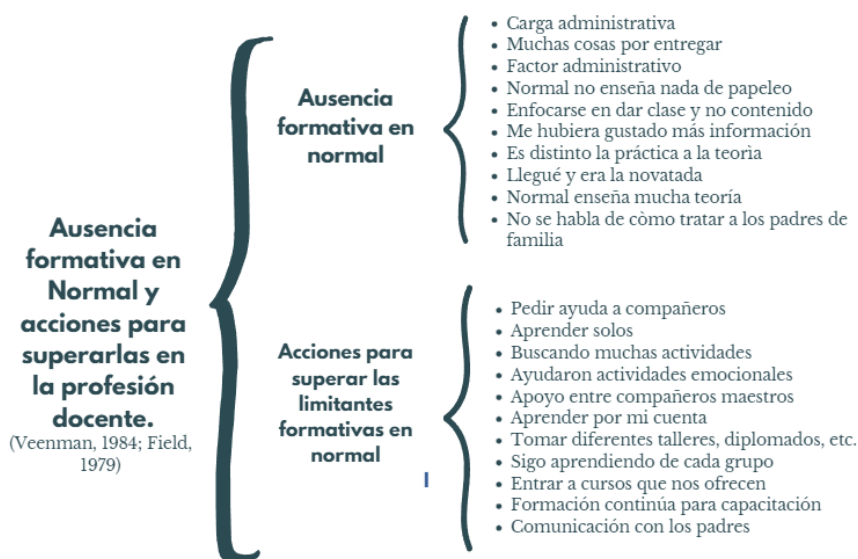 Ausencia
formativa en
Normal y
acciones para
superarlas en
la profesión
docente.
(Veenman, 1984; Field,
1979)
Ausencia
formativa en
normal
• Carga administrativa
• Muchas cosas por entregar
• Factor administrativo
• Normal no enseña nada de papeleo
• Enfocarse en dar clase y no contenido
• Me hubiera gustado más información
• Es distinto la práctica a la teorìa
• Llegué y era la novatada
• Normal enseña mucha teoría
• No se habla de còmo tratar a los padres de
familia
Acciones para
superar las
limitantes
formativas en
normal
• Pedir ayuda a compañeros
• Aprender solos
• Buscando muchas actividades
• Ayudaron actividades emocionales
• Apoyo entre compañeros maestros
• Aprender por mi cuenta
• Tomar diferentes talleres, diplomados, etc.
• Sigo aprendiendo de cada grupo
• Entrar a cursos que nos ofrecen
• Formación continúa para capacitación
• Comunicación con los padres